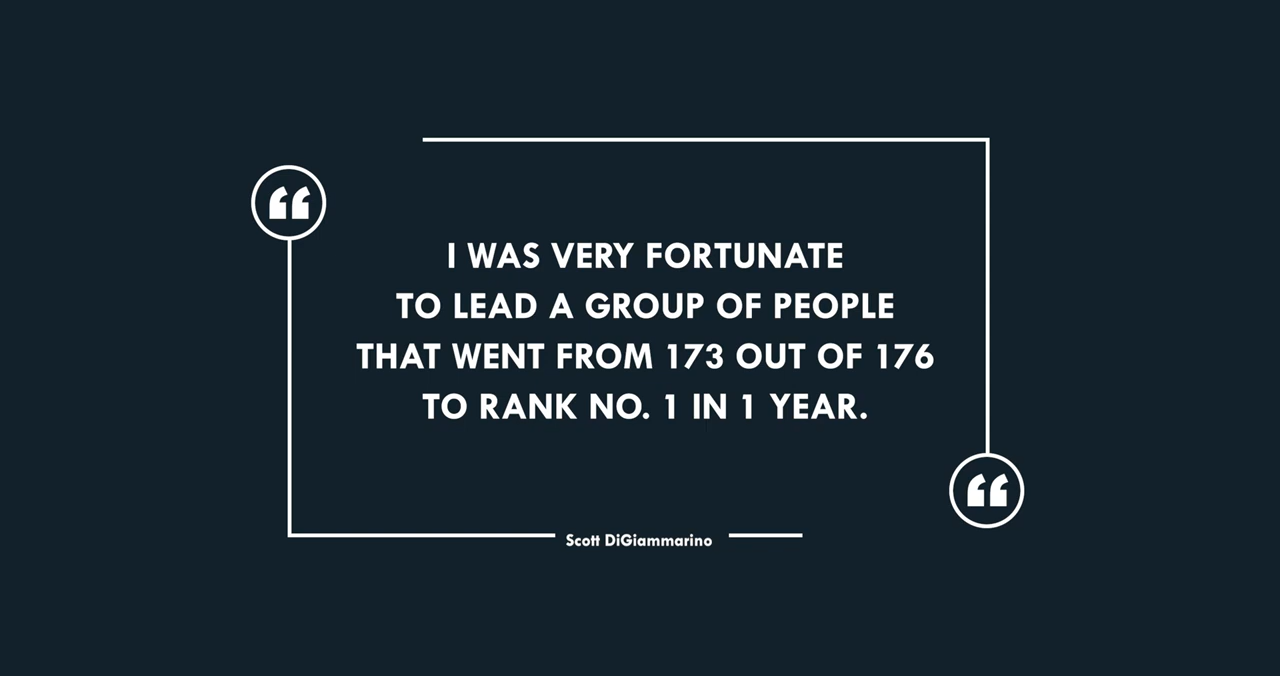 “
I WAS VERY FORTUNATE
TO LEAD A GROUP OF PEOPLE
THAT WENT FROM 173 OUT OF 176
TO RANK NO. 1 IN 1 YEAR.
“
Scott DiGiammarino